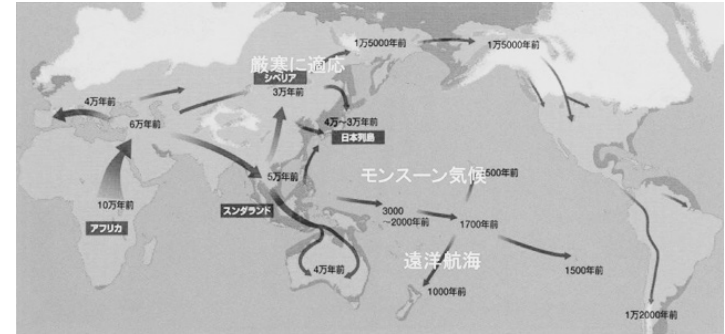 1万5000年前
1万5000年前
厳寒に適応
シベリア
3万年前
4万年前
4万～3万年前
日本列島
6万年前
5万年前
モンスーン気候
500年前
10万年前
アフリカ
スンダランド
3000
～2000年前
1700年前
遠洋航海
4万年前
1500年前
1000年前
1万2000年前